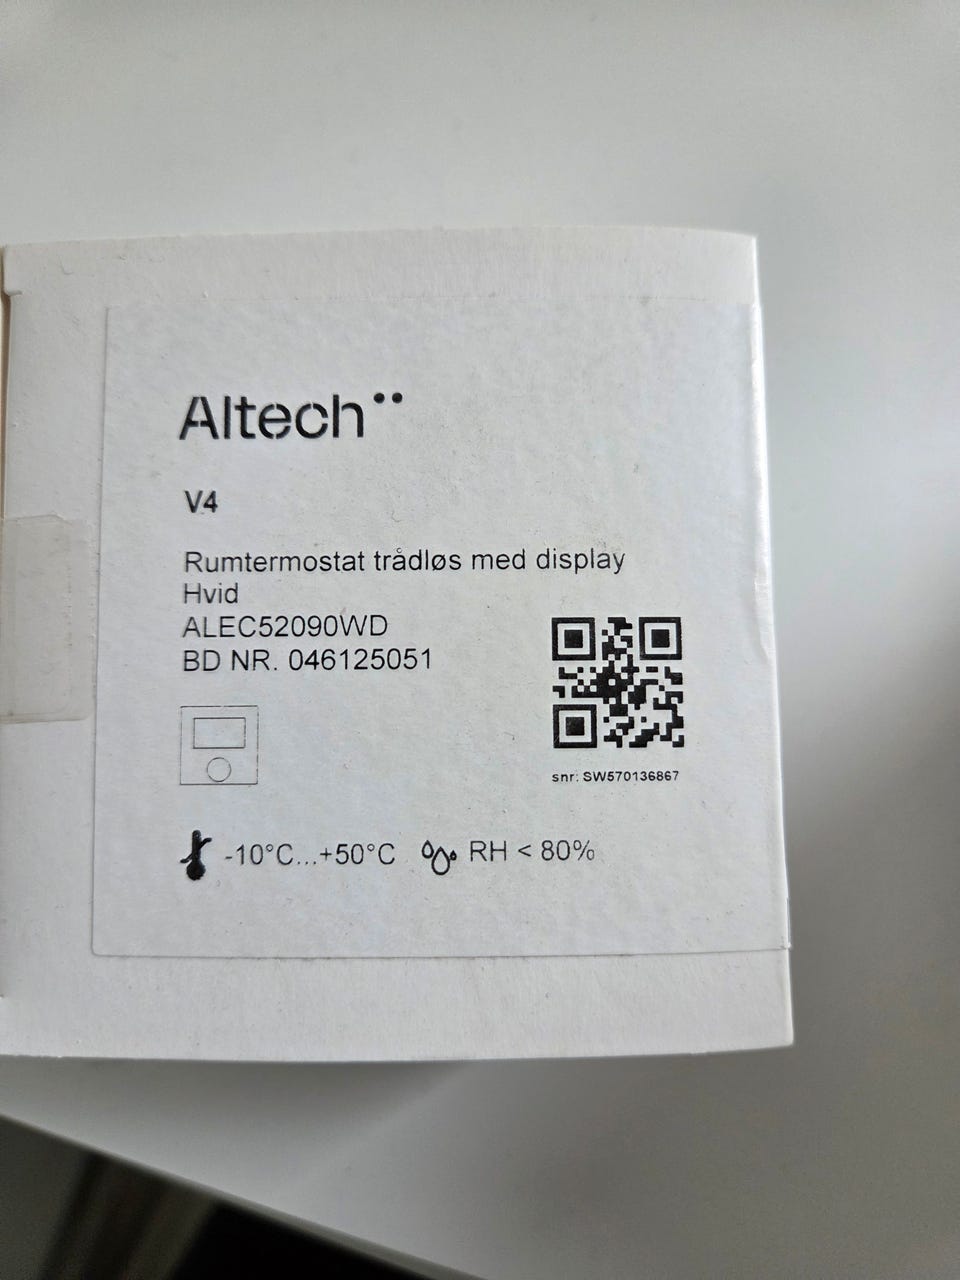 Altech
V4
Rumtermostat trådløs med display
Hvid
ALEC52090WD
BD NR. 046125051
snr: SW570136867
-10°C...+50°C RH < 80%